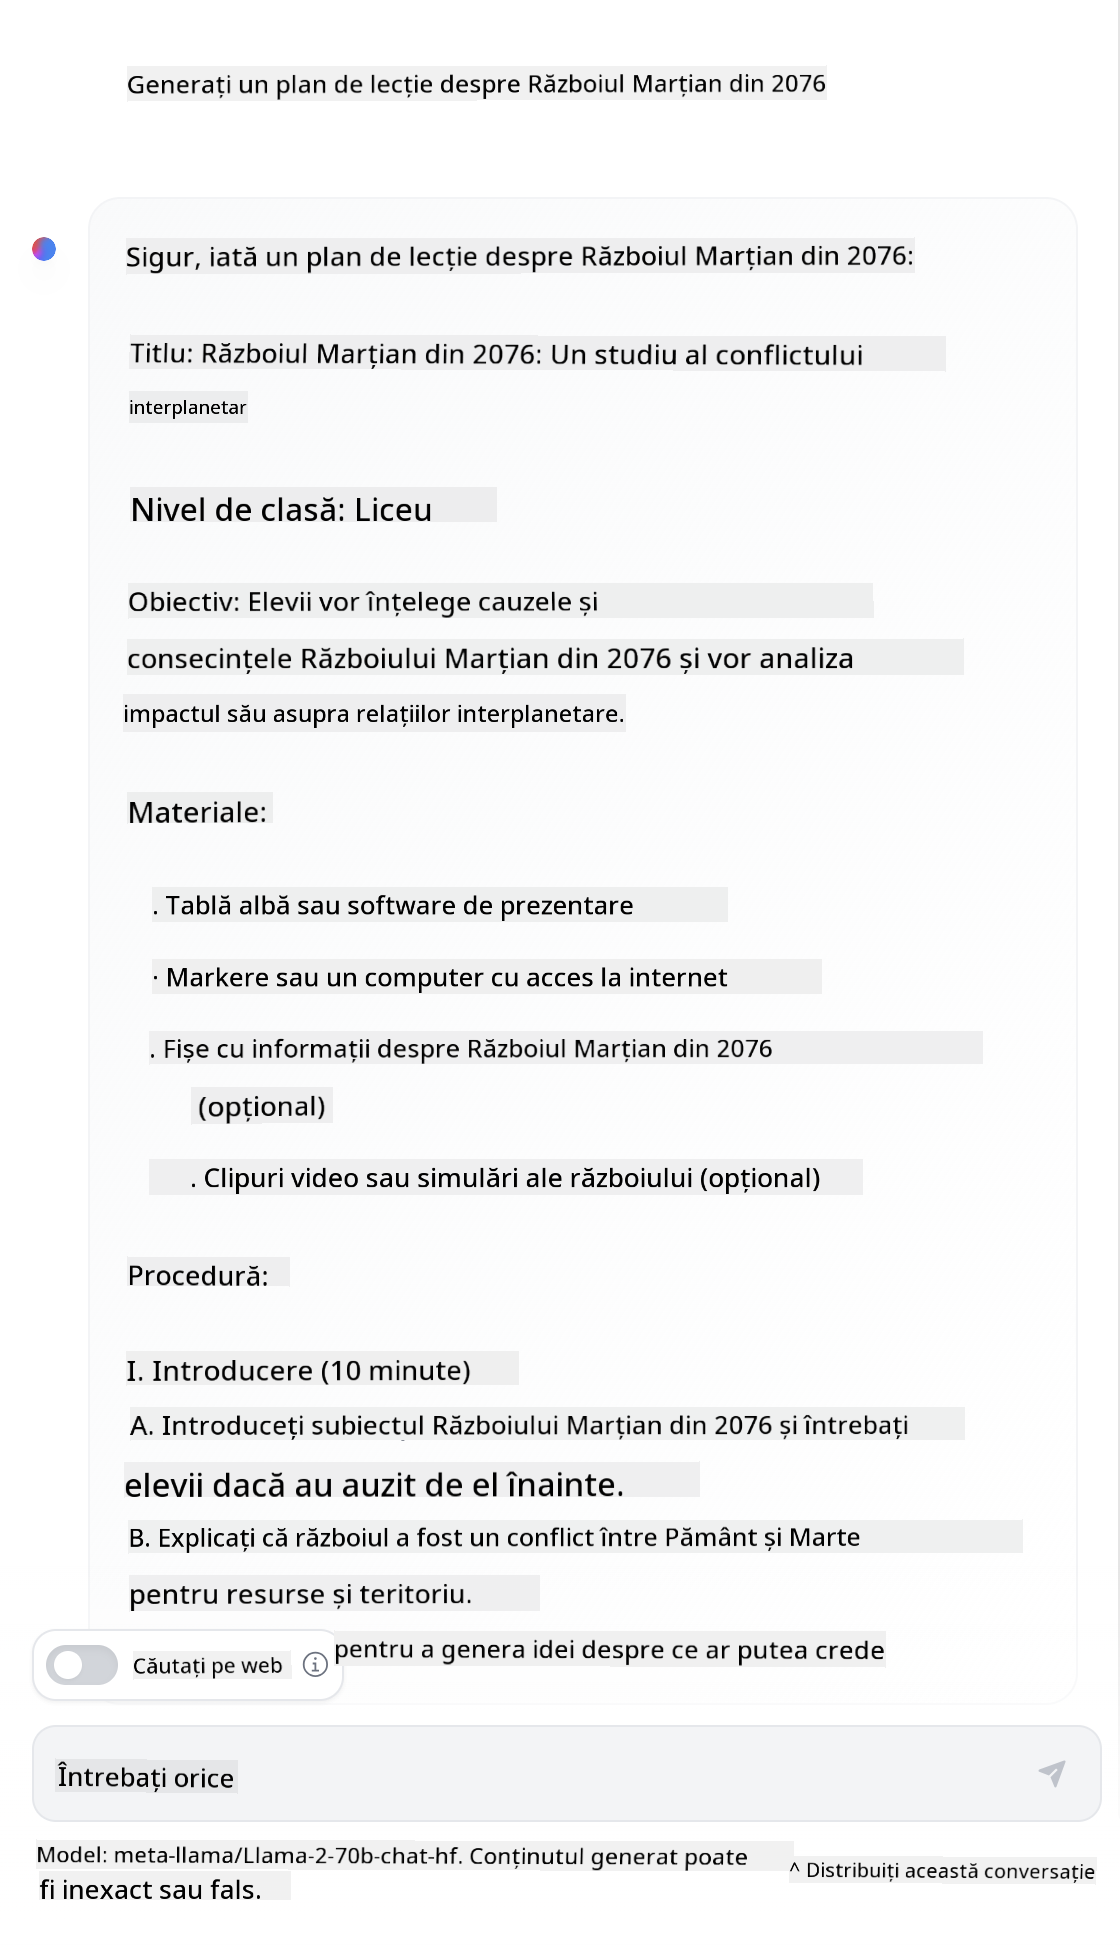 Generați un plan de lecție despre Războiul Marțian din 2076
Sigur, iată un plan de lecție despre Războiul Marțian din 2076:
Titlu: Războiul Marțian din 2076: Un studiu al conflictului
interplanetar
Nivel de clasă: Liceu
Obiectiv: Elevii vor înțelege cauzele și
consecințele Războiului Marțian din 2076 și vor analiza
impactul său asupra relațiilor interplanetare.
Materiale:
. Tablă albă sau software de prezentare
· Markere sau un computer cu acces la internet
. Fișe cu informații despre Războiul Marțian din 2076
(opțional)
. Clipuri video sau simulări ale războiului (opțional)
Procedură:
I. Introducere (10 minute)
A. Introduceți subiectul Războiului Marțian din 2076 și întrebați
elevii dacă au auzit de el înainte.
B. Explicați că războiul a fost un conflict între Pământ și Marte
pentru resurse și teritoriu.
pentru a genera idei despre ce ar putea crede
Căutați pe web
Întrebați orice
Model: meta-llama/Llama-2-70b-chat-hf. Conținutul generat poate
fi inexact sau fals.
^ Distribuiți această conversație